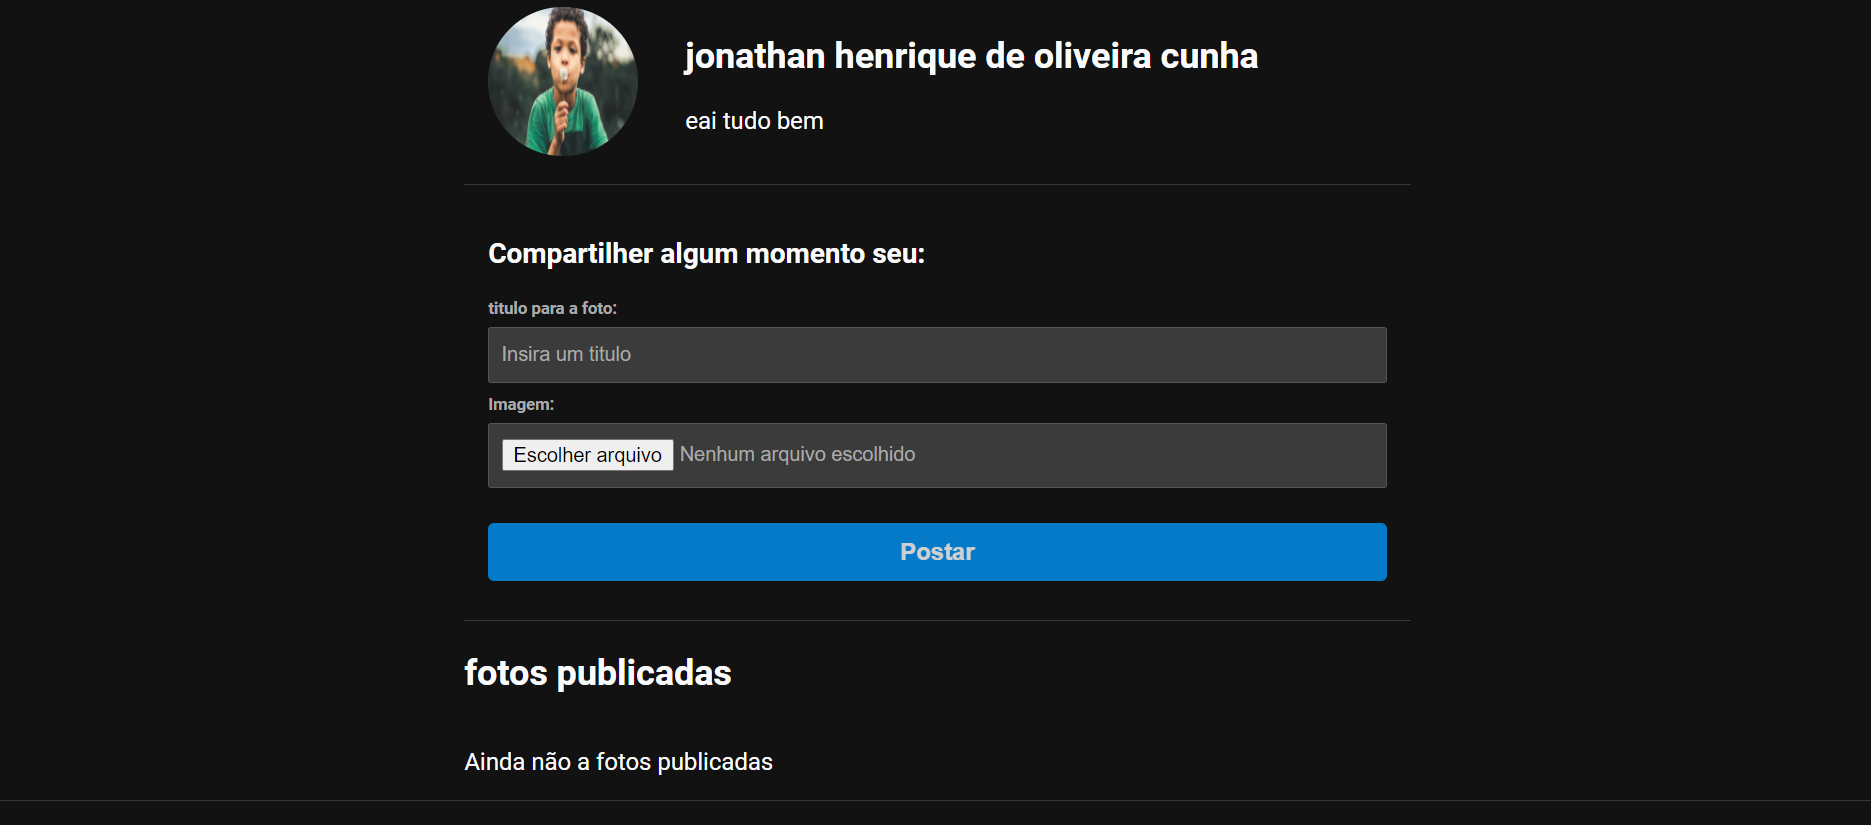 jonathan henrique de oliveira cunha
eai tudo bem
Compartilher algum momento seu:
titulo para a foto:
Insira um titulo
Imagem:
Escolher arquivo Nenhum arquivo escolhido
Postar
fotos publicadas
Ainda não a fotos publicadas